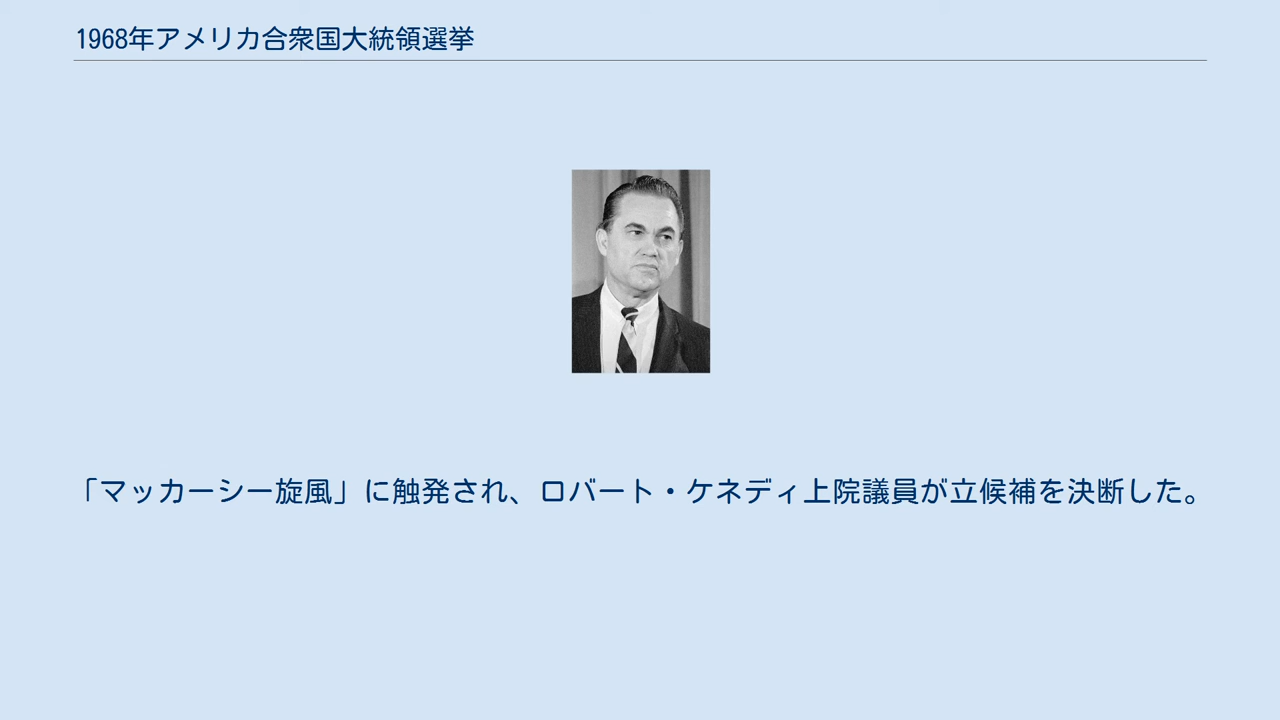 1968年アメリカ合衆国大統領選挙
「マッカーシー旋風」に触発され、ロバート・ケネディ上院議員が立候補を決断した。